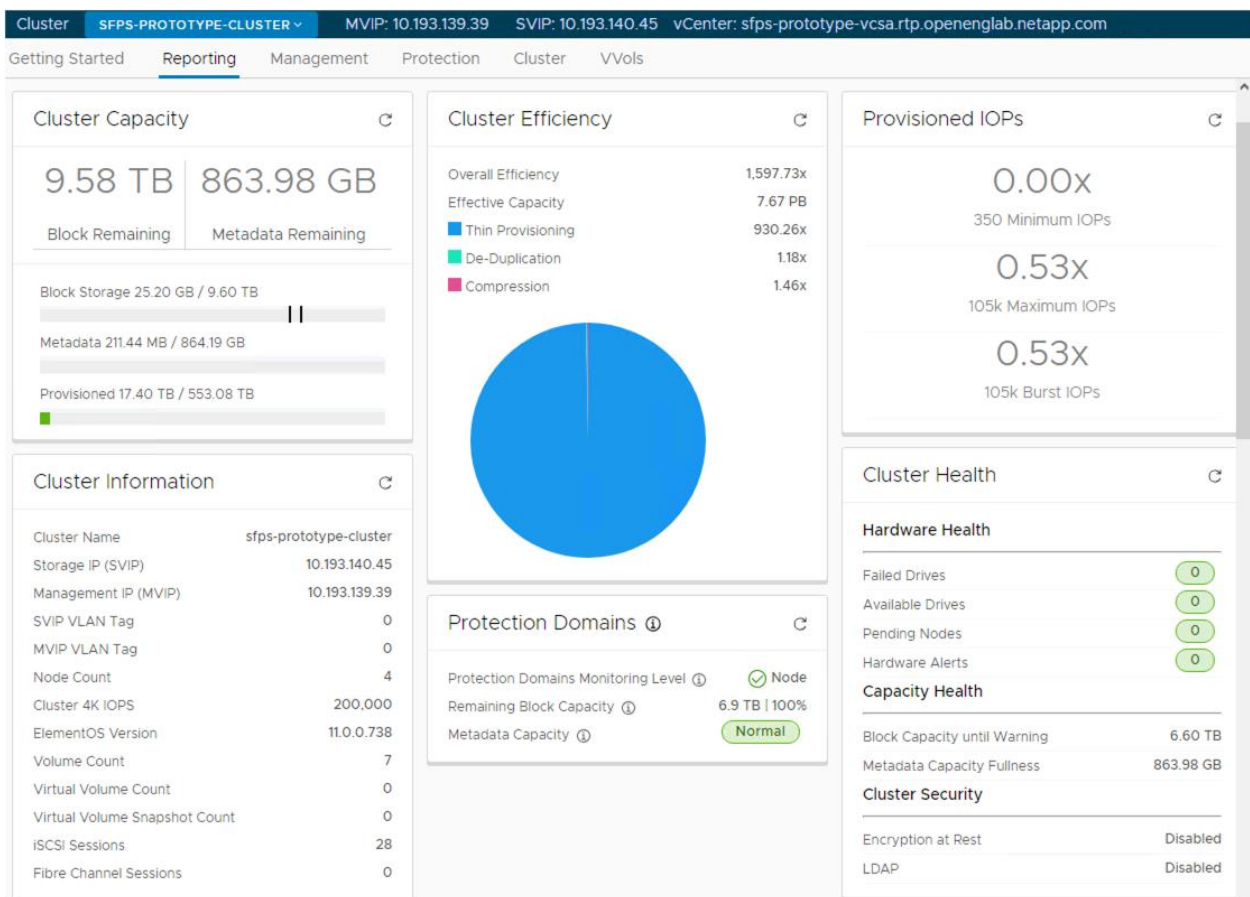 Cluster SFPS-PROTOTYPE-CLUSTER MVIP: 10.193.139.39 SVIP: 10.193.140.45 vCenter: sfps-prototype-vcsa.rtp.openenglab.netapp.com
Getting Started Reporting Management Protection Cluster VVols
Cluster Capacity
9.58 TB 863.98 GB
Block Remaining Metadata Remaining
Block Storage 25.20 GB / 9.60 TB
Metadata 211.44 MB / 864.19 GB
Provisioned 17.40 TB / 553.08 TB
Cluster Information
Cluster Name sfps-prototype-cluster
Storage IP (SVIP) 10.193.140.45
Management IP (MVIP) 10.193.139.39
SVIP VLAN Tag 0
MVIP VLAN Tag 0
Node Count 4
Cluster 4K IOPS 200,000
ElementOS Version 11.0.0.738
Volume Count 7
Virtual Volume Count 0
Virtual Volume Snapshot Count 0
iSCSI Sessions 28
Fibre Channel Sessions 0
Cluster Efficiency
Overall Efficiency 1,597.73x
Effective Capacity 7.67 PB
Thin Provisioning 930.26x
De-Duplication 1.18x
Compression 1.46x
Protection Domains
Protection Domains Monitoring Level Node
Remaining Block Capacity 6.9 TB | 100%
Metadata Capacity Normal
Provisioned IOPs
0.00x
350 Minimum IOPs
0.53x
105k Maximum IOPs
0.53x
105k Burst IOPs
Cluster Health
Hardware Health
Failed Drives 0
Available Drives 0
Pending Nodes 0
Hardware Alerts 0
Capacity Health
Block Capacity until Warning 6.60 TB
Metadata Capacity Fullness 863.98 GB
Cluster Security
Encryption at Rest Disabled
LDAP Disabled